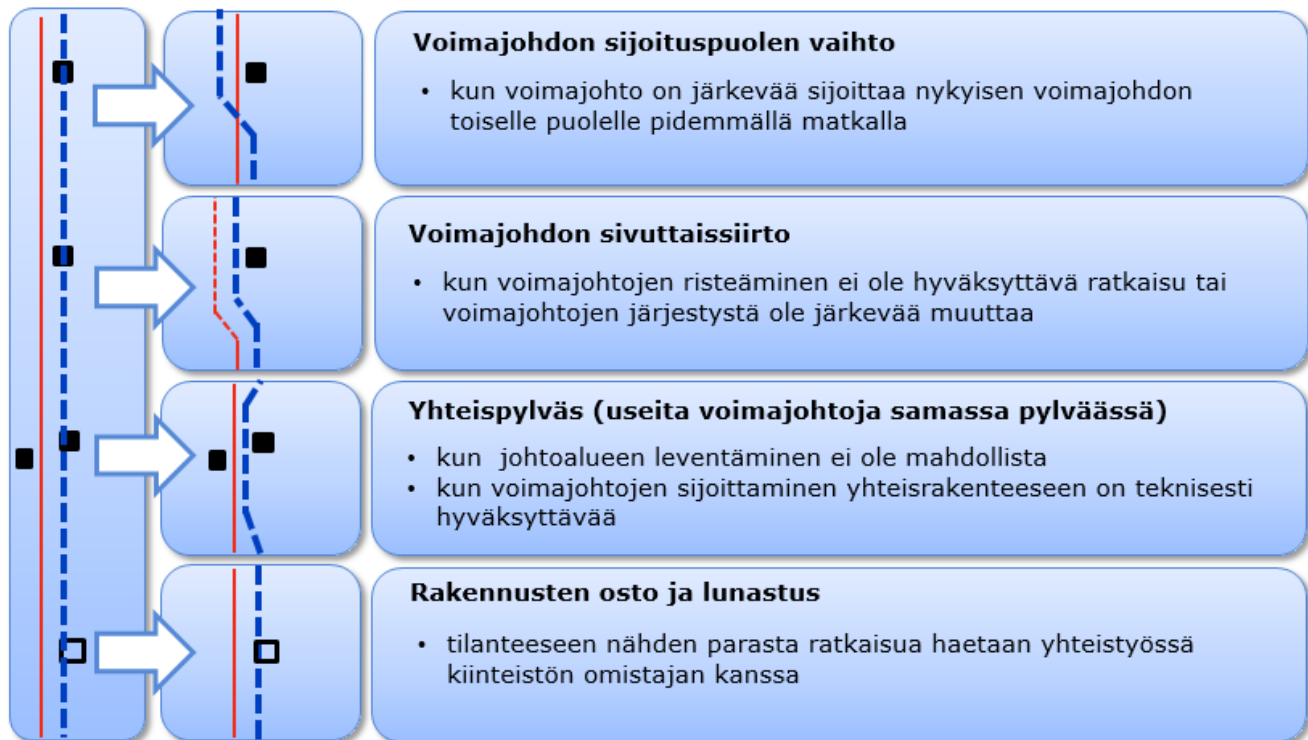 Voimajohdon sijoituspuolen vaihto
• kun voimajohto on järkevää sijoittaa nykyisen voimajohdon
toiselle puolelle pidemmällä matkalla
Voimajohdon sivuttaissiirto
• kun voimajohtojen risteäminen ei ole hyväksyttävä ratkaisu tai
voimajohtojen järjestystä ole järkevää muuttaa
Yhteispylväs (useita voimajohtoja samassa pylväässä)
• kun johtoalueen leventäminen ei ole mahdollista
• kun voimajohtojen sijoittaminen yhteisrakenteeseen on teknisesti
hyväksyttävää
Rakennusten osto ja lunastus
• tilanteeseen nähden parasta ratkaisua haetaan yhteistyössä
kiinteistön omistajan kanssa